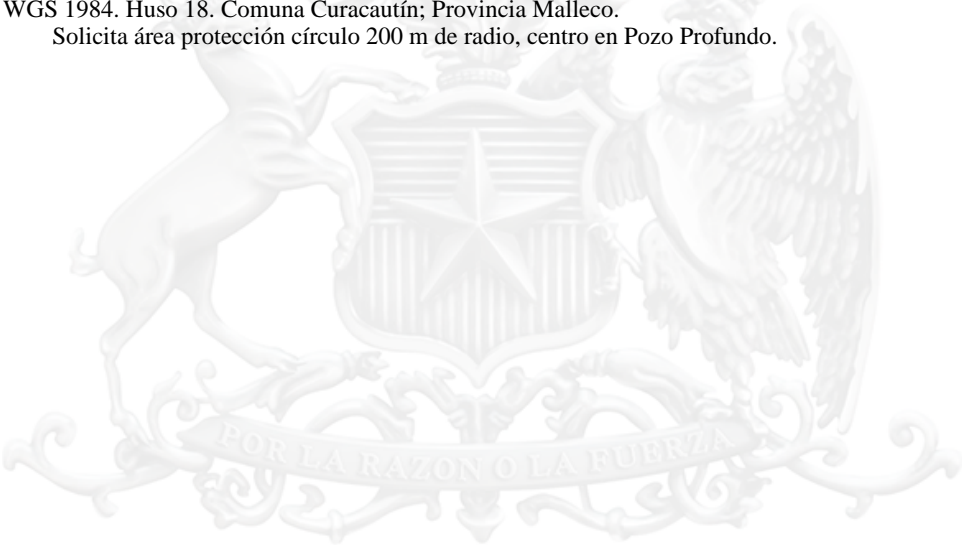 WGS 1984. Huso 18. Comuna Curacautín; Provincia Malleco.
Solicita área protección círculo 200 m de radio, centro en Pozo Profundo.
POR LA RAZON O LA FUERZA